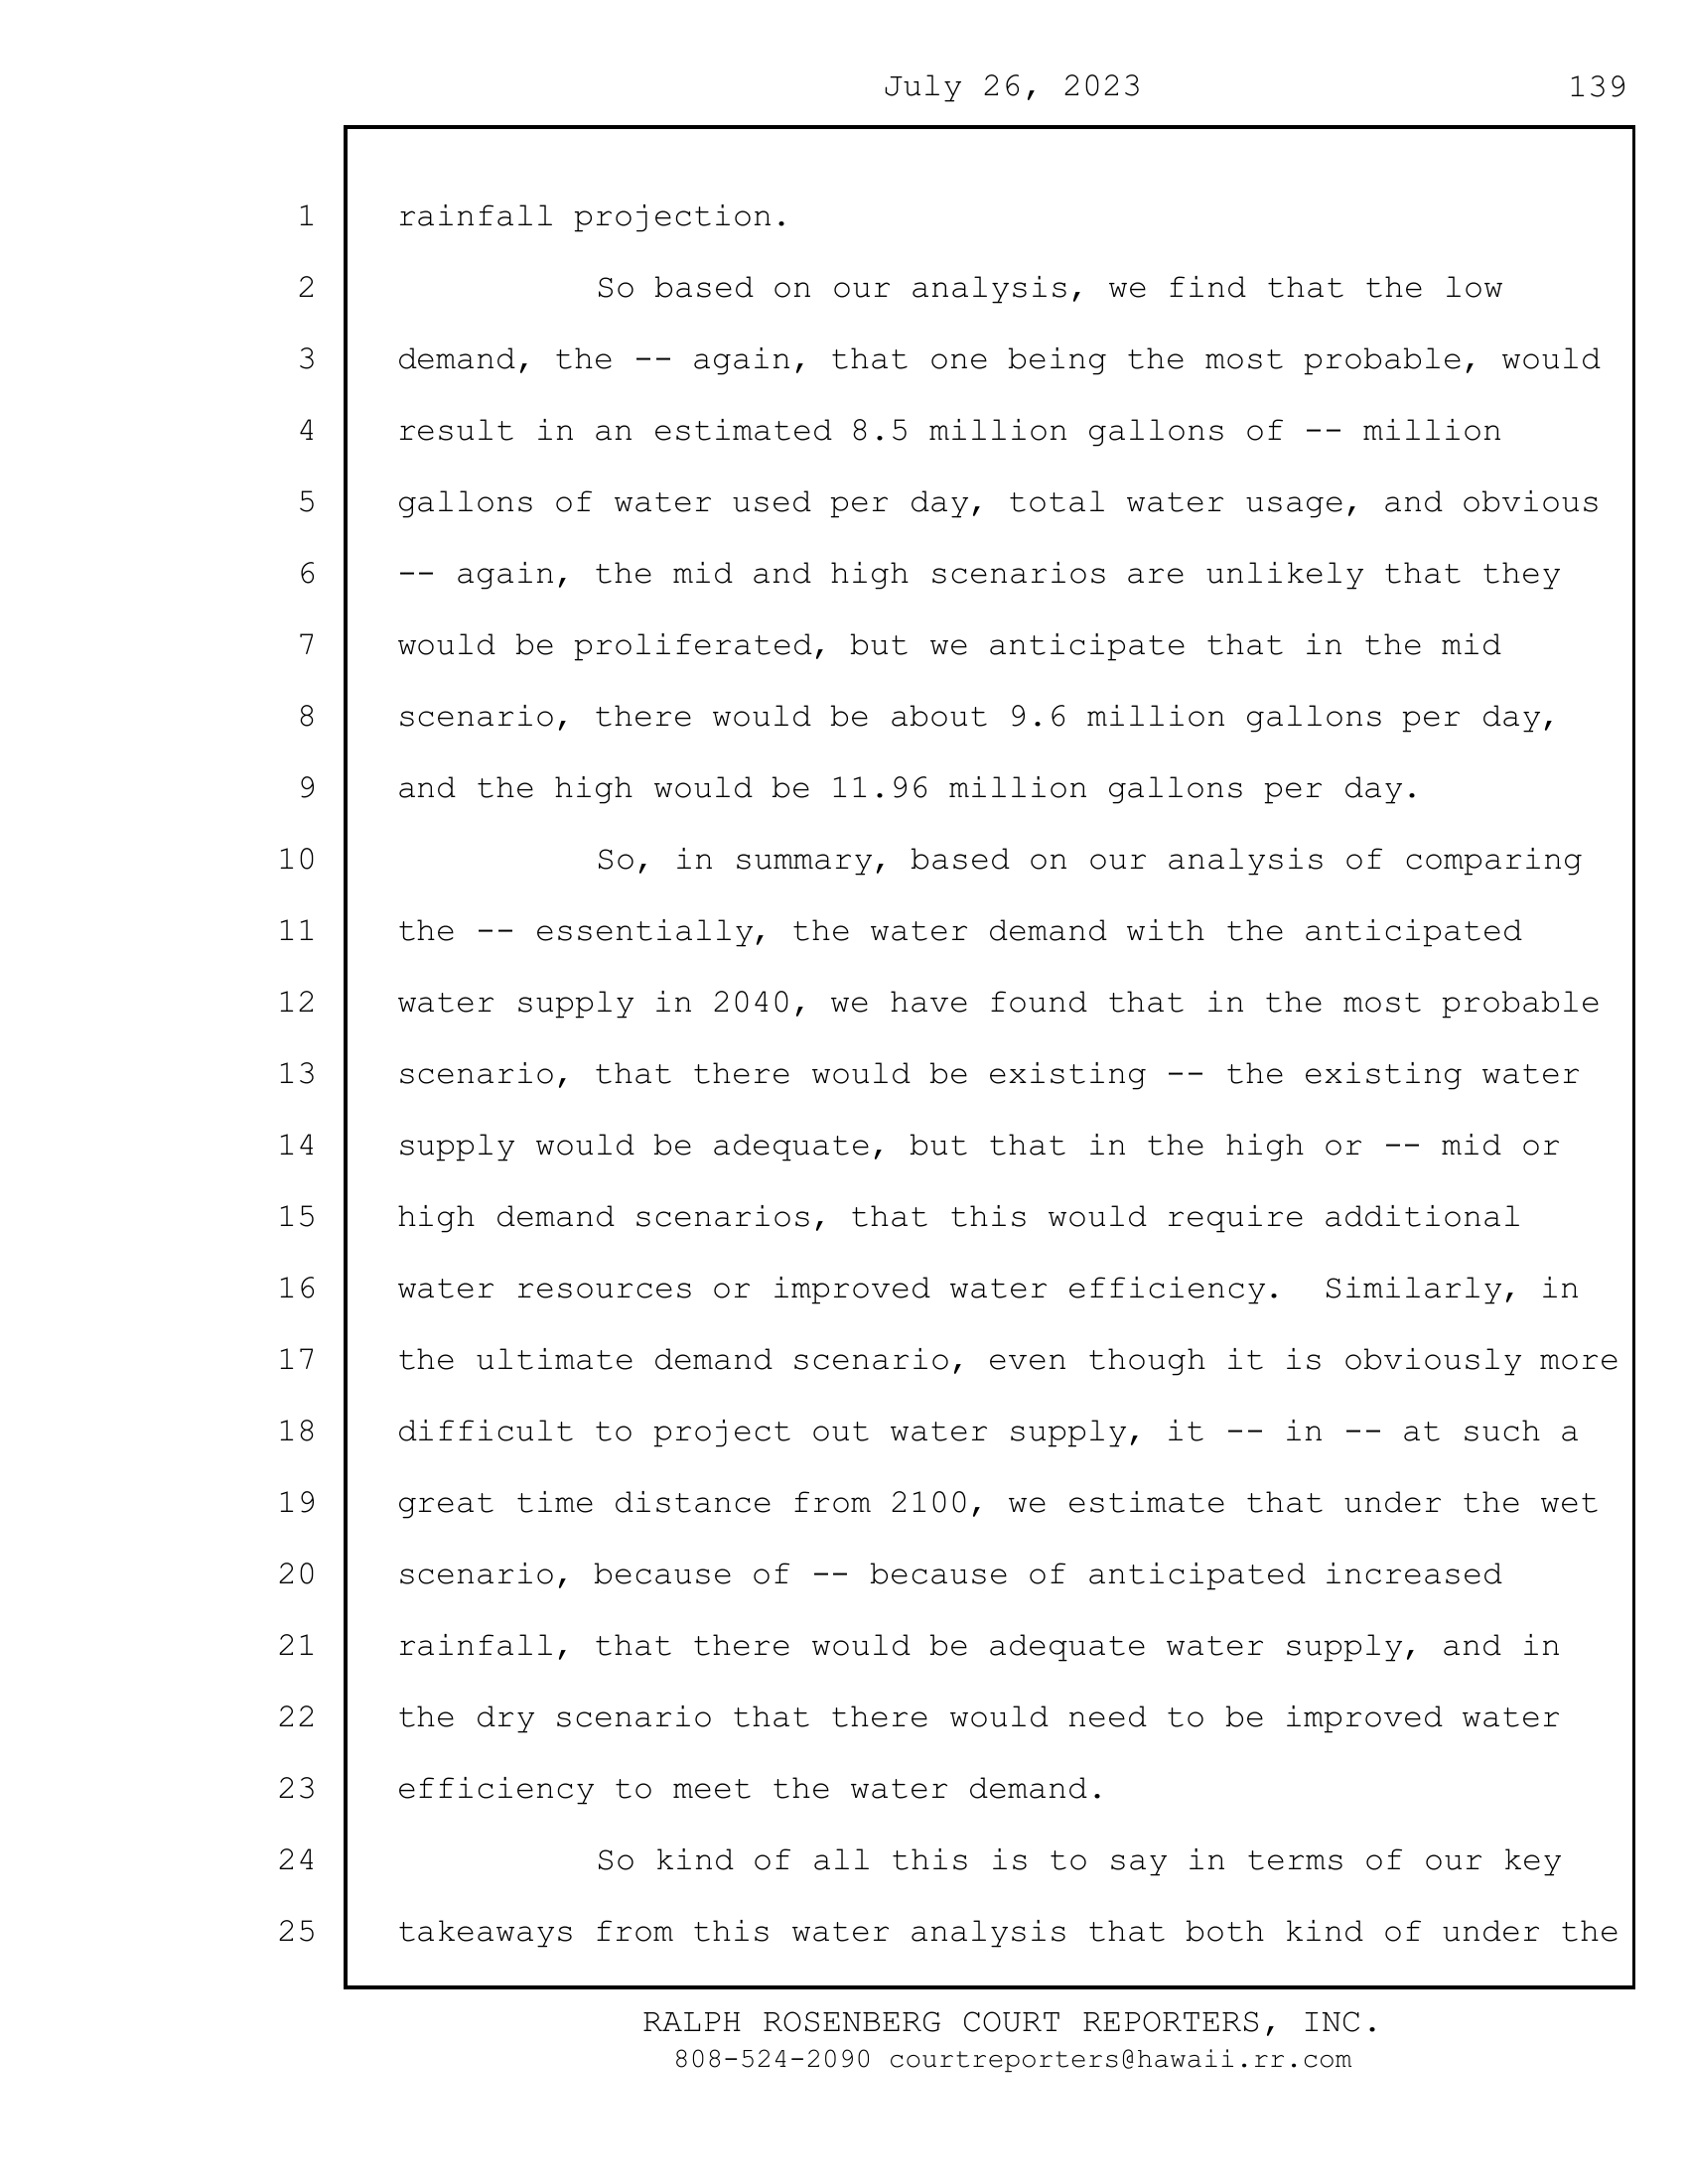 July 26, 2023 139
1 rainfall projection.
2 So based on our analysis, we find that the low
3 demand, the -- again, that one being the most probable, would
4 result in an estimated 8.5 million gallons of -- million
5 gallons of water used per day, total water usage, and obvious
6 -- again, the mid and high scenarios are unlikely that they
7 would be proliferated, but we anticipate that in the mid
8 scenario, there would be about 9.6 million gallons per day,
9 and the high would be 11.96 million gallons per day.
10 So, in summary, based on our analysis of comparing
11 the -- essentially, the water demand with the anticipated
12 water supply in 2040, we have found that in the most probable
13 scenario, that there would be existing -- the existing water
14 supply would be adequate, but that in the high or -- mid or
15 high demand scenarios, that this would require additional
16 water resources or improved water efficiency.  Similarly, in
17 the ultimate demand scenario, even though it is obviously more
18 difficult to project out water supply, it -- in -- at such a
19 great time distance from 2100, we estimate that under the wet
20 scenario, because of -- because of anticipated increased
21 rainfall, that there would be adequate water supply, and in
22 the dry scenario that there would need to be improved water
23 efficiency to meet the water demand.
24 So kind of all this is to say in terms of our key
25 takeaways from this water analysis that both kind of under the
RALPH ROSENBERG COURT REPORTERS, INC.
808-524-2090 courtreporters@hawaii.rr.com